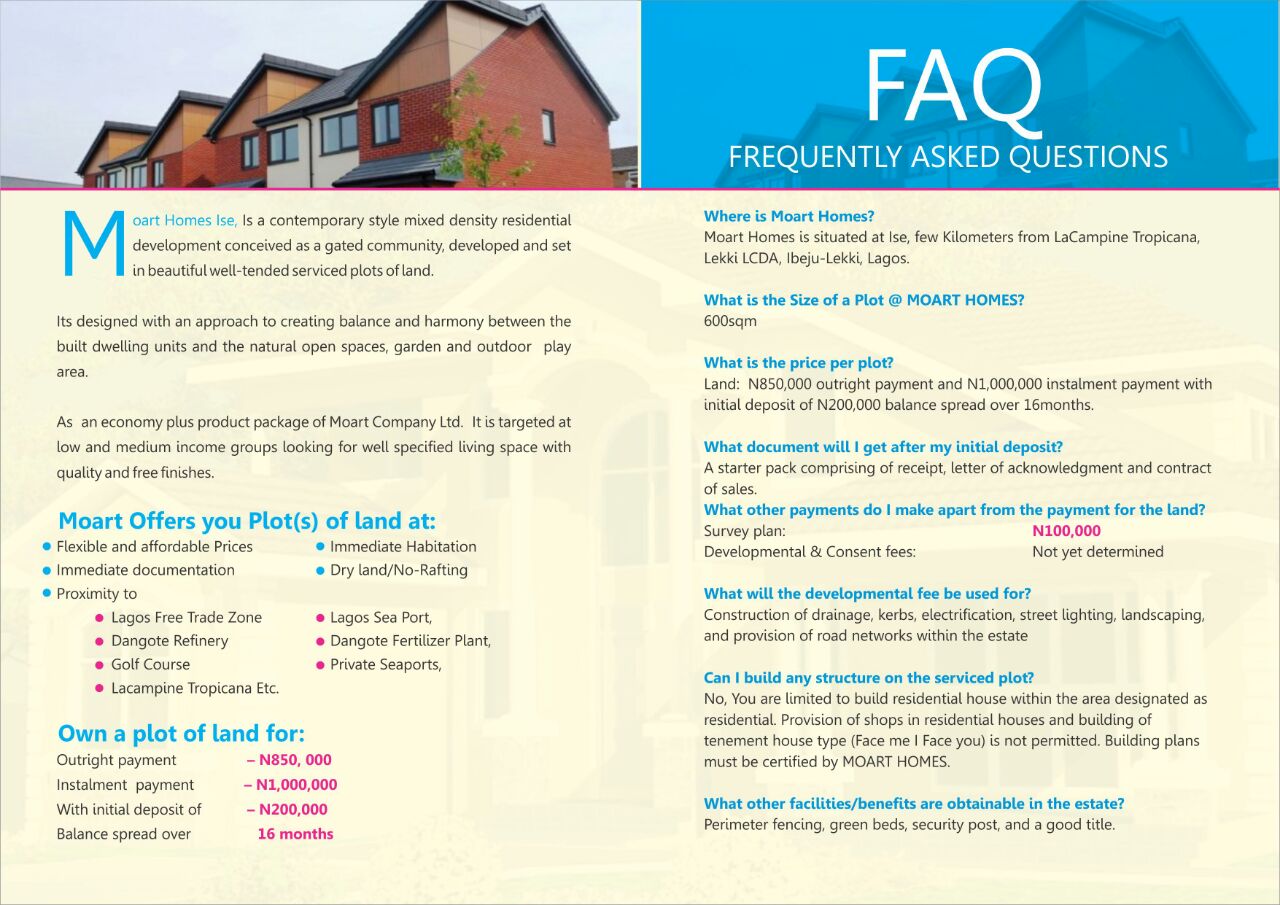 Moart Homes Ise, Is a contemporary style mixed density residential
development conceived as a gated community, developed and set
in beautiful well-tended serviced plots of land.
Its designed with an approach to creating balance and harmony between the
built dwelling units and the natural open spaces, garden and outdoor play
area.
As an economy plus product package of Moart Company Ltd. It is targeted at
low and medium income groups looking for well specified living space with
quality and free finishes.
Moart Offers you Plot(s) of land at:
Flexible and affordable Prices
Immediate Habitation
Immediate documentation
Dry land/No-Rafting
Proximity to
Lagos Free Trade Zone
Lagos Sea Port,
Dangote Refinery
Dangote Fertilizer Plant,
Golf Course
Private Seaports,
Lacampine Tropicana Etc.
Own a plot of land for:
Outright payment – N850, 000
Instalment payment – N1,000,000
With initial deposit of – N200,000
Balance spread over 16 months
FAQ
FREQUENTLY ASKED QUESTIONS
Where is Moart Homes?
Moart Homes is situated at Ise, few Kilometers from LaCampine Tropicana,
Lekki LCDA, Ibeju-Lekki, Lagos.
What is the Size of a Plot @ MOART HOMES?
600sqm
What is the price per plot?
Land: N850,000 outright payment and N1,000,000 instalment payment with
initial deposit of N200,000 balance spread over 16months.
What document will I get after my initial deposit?
A starter pack comprising of receipt, letter of acknowledgment and contract
of sales.
What other payments do I make apart from the payment for the land?
Survey plan: N100,000
Developmental & Consent fees: Not yet determined
What will the developmental fee be used for?
Construction of drainage, kerbs, electrification, street lighting, landscaping,
and provision of road networks within the estate
Can I build any structure on the serviced plot?
No, You are limited to build residential house within the area designated as
residential. Provision of shops in residential houses and building of
tenement house type (Face me I Face you) is not permitted. Building plans
must be certified by MOART HOMES.
What other facilities/benefits are obtainable in the estate?
Perimeter fencing, green beds, security post, and a good title.